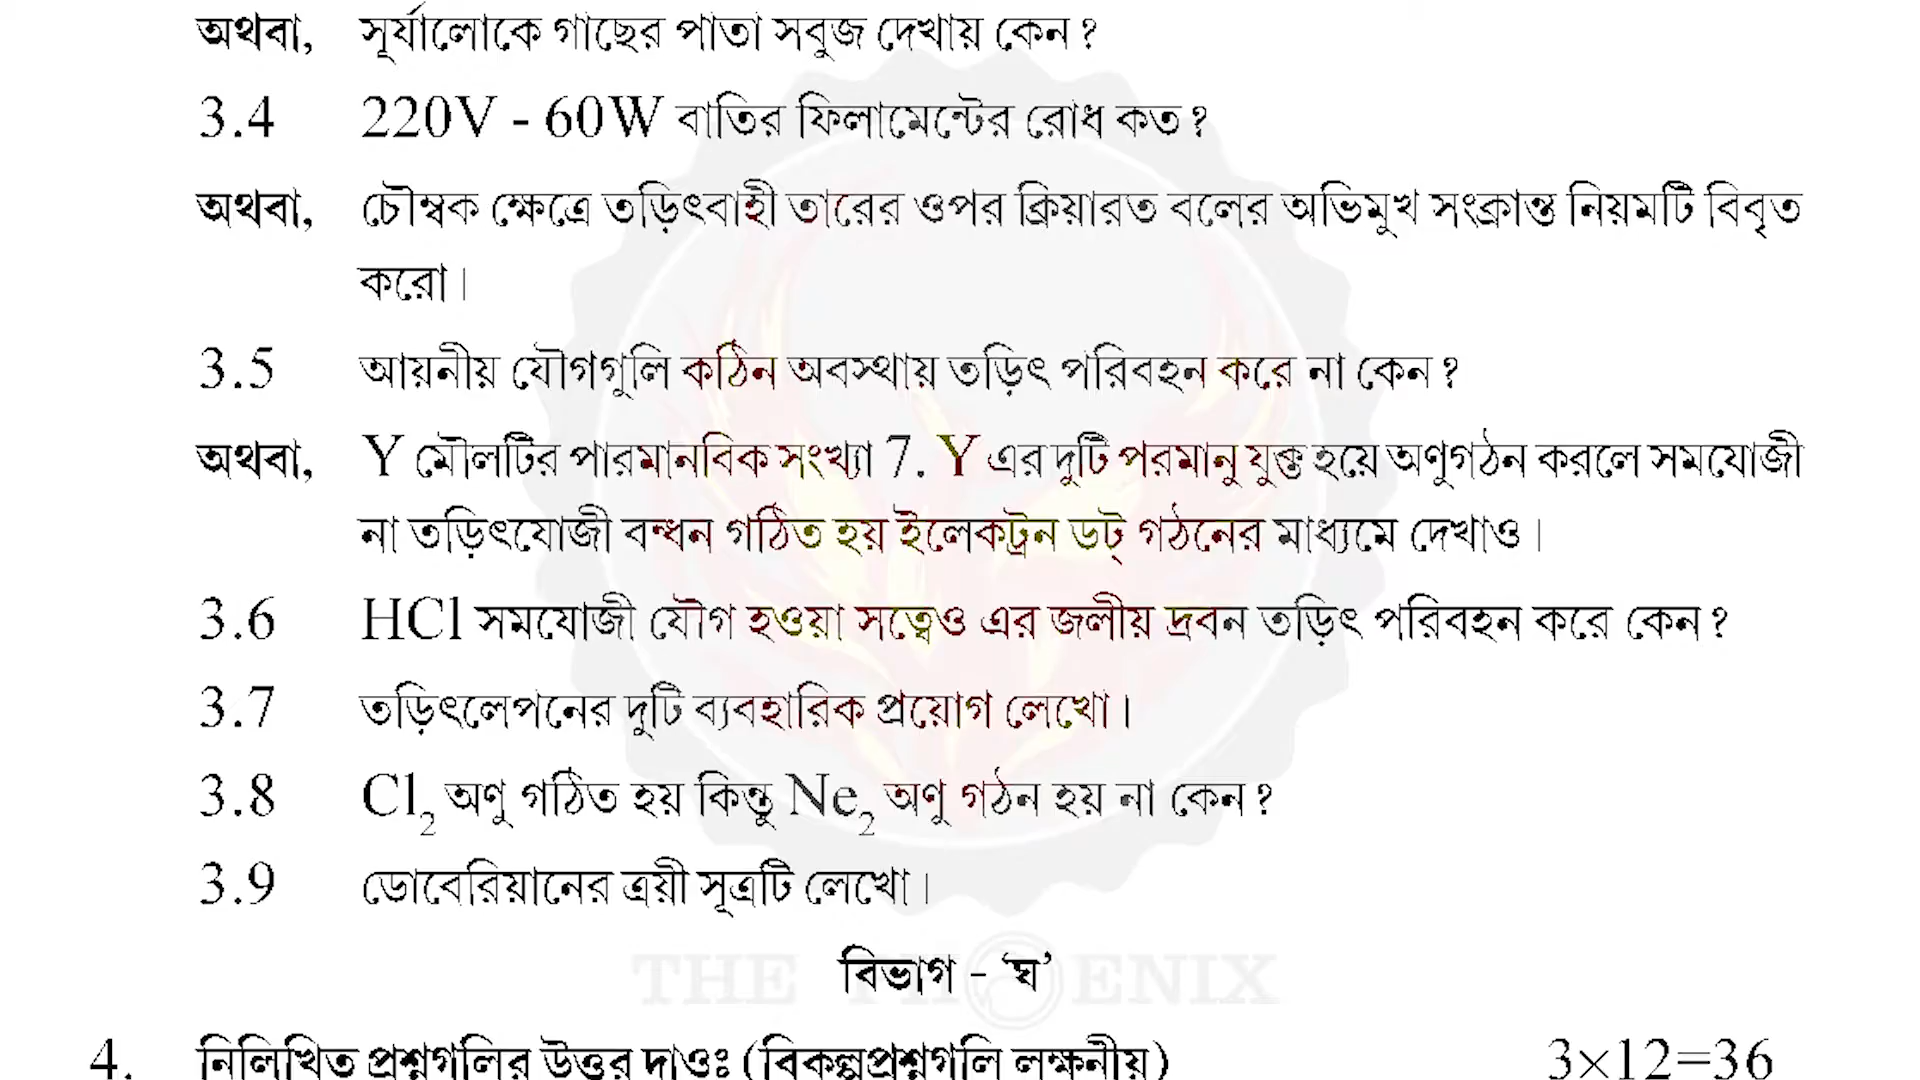 অথবা, সূর্যালোকে গাছের পাতা সবুজ দেখায় কেন?
3.4 220V - 60W বাতির ফিলামেন্টের রোধ কত?
অথবা, চৌম্বক ক্ষেত্রে তড়িৎবাহী তারের ওপর ক্রিয়ারত বলের অভিমুখ সংক্রান্ত নিয়মটি বিবৃত
করো।
3.5 আয়নীয় যৌগগুলি কঠিন অবস্থায় তড়িৎ পরিবহন করে না কেন?
অথবা, Y মৌলটির পারমানবিক সংখ্যা 7. Y এর দুটি পরমানু যুক্ত হয়ে অণুগঠন করলে সমযোজী
না তড়িৎযোজী বন্ধন গঠিত হয় ইলেকট্রন ডট্ গঠনের মাধ্যমে দেখাও।
3.6 HCl সমযোজী যৌগ হওয়া সত্বেও এর জলীয় দ্রবন তড়িৎ পরিবহন করে কেন?
3.7 তড়িৎলেপনের দুটি ব্যবহারিক প্রয়োগ লেখো।
3.8 Cl₂ অণু গঠিত হয় কিন্তু Ne₂ অণু গঠন হয় না কেন?
3.9 ডোবেরিয়ানের ত্রয়ী সূত্রটি লেখো।
THE PHOENIX
বিভাগ - ‘ঘ’
4. নিলিখিত প্রশ্নগুলির উত্তর দাওঃ (বিকল্পপ্রশ্নগুলি লক্ষনীয়) 3×12=36